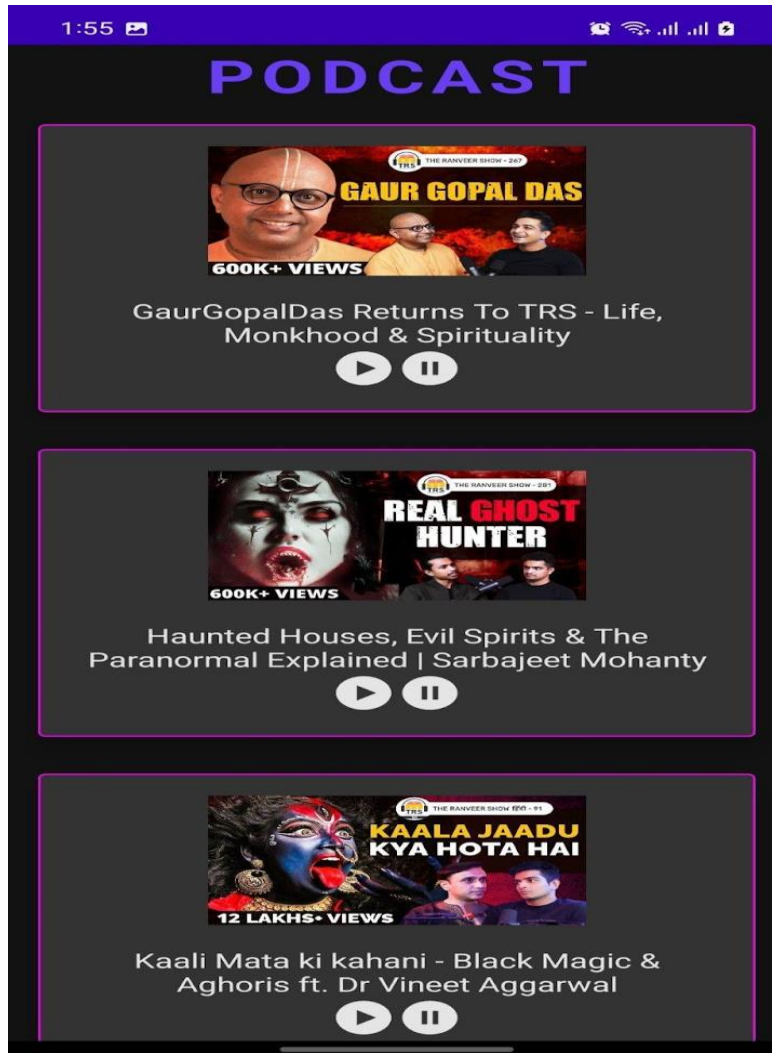 1:55
PODCAST
TRS
THE RANVEER SHOW - 267
GAUR GOPAL DAS
600K+ VIEWS
GaurGopalDas Returns To TRS - Life,
Monkhood & Spirituality
TRS
THE RANVEER SHOW - 281
REAL GHOST
HUNTER
600K+ VIEWS
Haunted Houses, Evil Spirits & The
Paranormal Explained | Sarbajeet Mohanty
TRS
THE RANVEER SHOW हिंदी - 91
KAALA JAADU
KYA HOTA HAI
12 LAKHS+ VIEWS
Kaali Mata ki kahani - Black Magic &
Aghoris ft. Dr Vineet Aggarwal